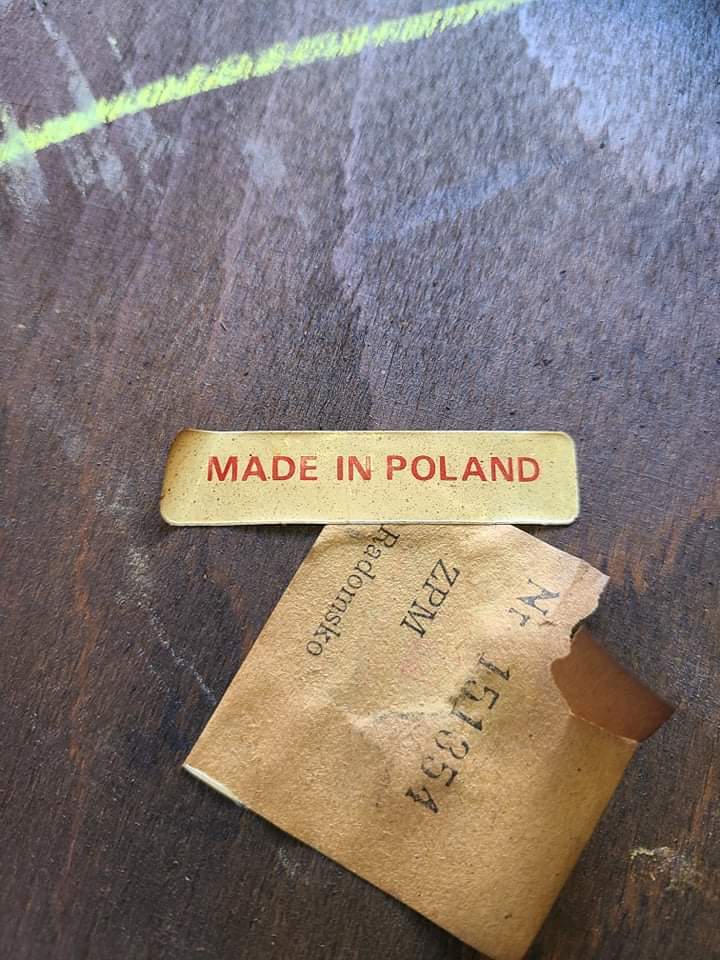 MADE IN POLAND
Nr 151354
ZPM
Radomsko